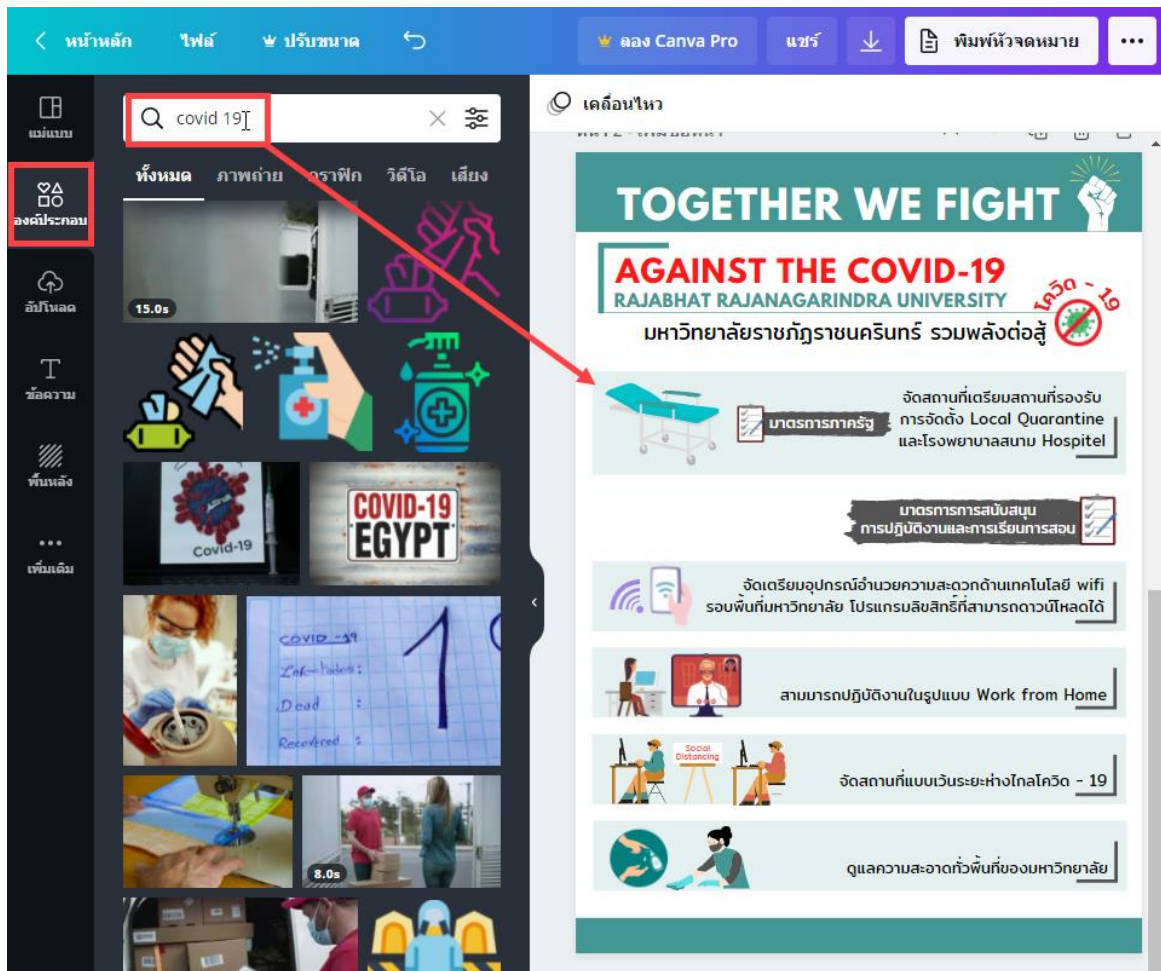 หน้าหลัก ไฟล์ ปรับขนาด ลอง Canva Pro แชร์ พิมพ์หัวจดหมาย
แม่แบบ
องค์ประกอบ
อัปโหลด
ข้อความ
พื้นหลัง
เพิ่มเติม
covid 19
ทั้งหมด ภาพถ่าย กราฟิก วิดีโอ เสียง
15.0s
Covid-19
COVID-19
EGYPT
COVID-19
Dead :
Recovered :
8.0s
เคลื่อนไหว
TOGETHER WE FIGHT
AGAINST THE COVID-19
RAJABHAT RAJANAGARINDRA UNIVERSITY
โควิด - 19
มหาวิทยาลัยราชภัฏราชนครินทร์ รวมพลังต่อสู้
มาตรการภาครัฐ
จัดสถานที่เตรียมสถานที่รองรับ
การจัดตั้ง Local Quarantine
และโรงพยาบาลสนาม Hospitel
มาตรการการสนับสนุน
การปฏิบัติงานและการเรียนการสอน
จัดเตรียมอุปกรณ์อำนวยความสะดวกด้านเทคโนโลยี wifi
รอบพื้นที่มหาวิทยาลัย โปรแกรมลิขสิทธิ์ที่สามารถดาวน์โหลดได้
สามมารถปฏิบัติงานในรูปแบบ Work from Home
Social
Distancing
จัดสถานที่แบบเว้นระยะห่างไกลโควิด - 19
ดูแลความสะอาดทั่วพื้นที่ของมหาวิทยาลัย